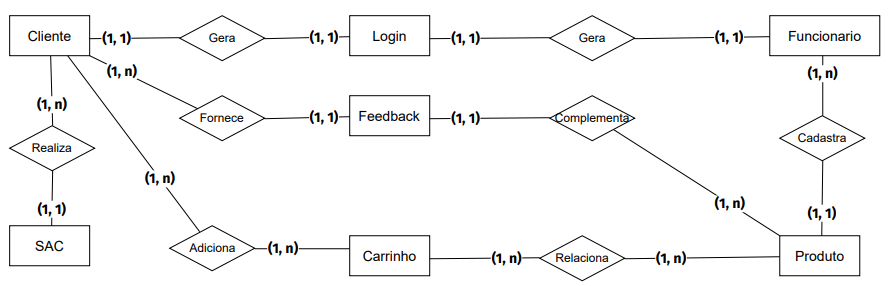 Cliente
(1, 1)
Gera
(1, 1)
Login
(1, 1)
Gera
(1, 1)
Funcionario
(1, n)
(1, n)
(1, n)
Fornece
(1, 1)
Feedback
(1, 1)
Complementa
Cadastra
Realiza
(1, n)
(1, n)
(1, 1)
(1, 1)
SAC
Adiciona
(1, n)
Carrinho
(1, n)
Relaciona
(1, n)
Produto